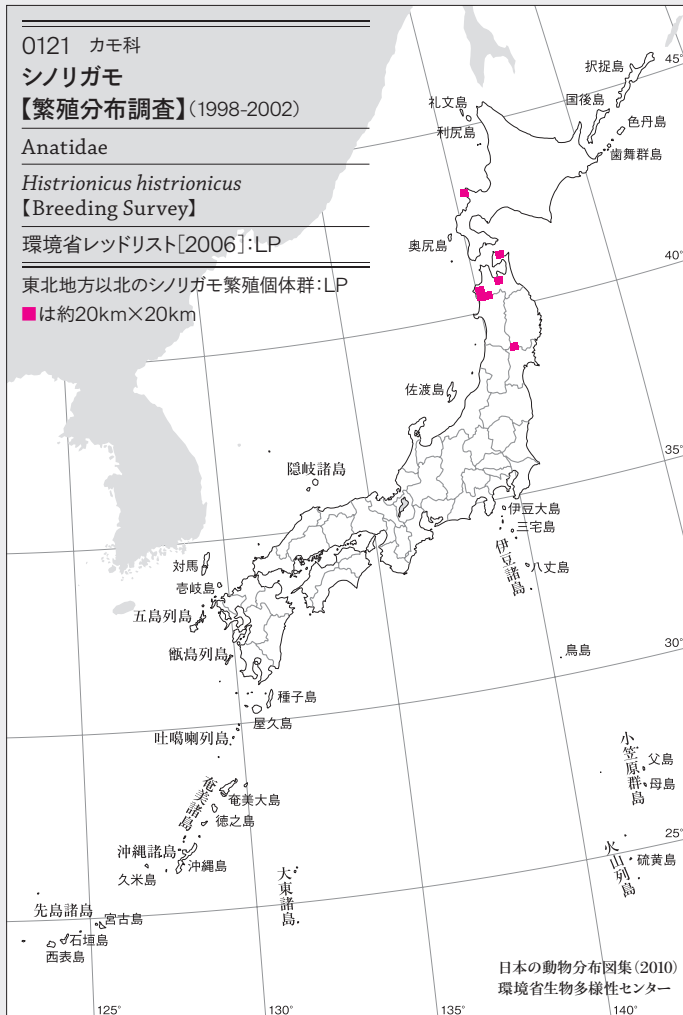 0121 カモ科
シノリガモ
【繁殖分布調査】(1998-2002)
Anatidae
Histrionicus histrionicus
【Breeding Survey】
環境省レッドリスト[2006]:LP
東北地方以北のシノリガモ繁殖個体群:LP
■は約20km×20km
択捉島
45°
国後島
礼文島
色丹島
利尻島
歯舞群島
奥尻島
40°
佐渡島
35°
隠岐諸島
伊豆大島
三宅島
伊豆諸島
八丈島
対馬
壱岐島
五島列島
甑島列島
鳥島
30°
種子島
屋久島
吐噶喇列島
小笠原群島
父島
母島
奄美諸島
奄美大島
徳之島
25°
沖縄諸島
沖縄島
久米島
火山列島
硫黄島
大東諸島
先島諸島
宮古島
石垣島
西表島
日本の動物分布図集(2010)
環境省生物多様性センター
125°
130°
135°
140°